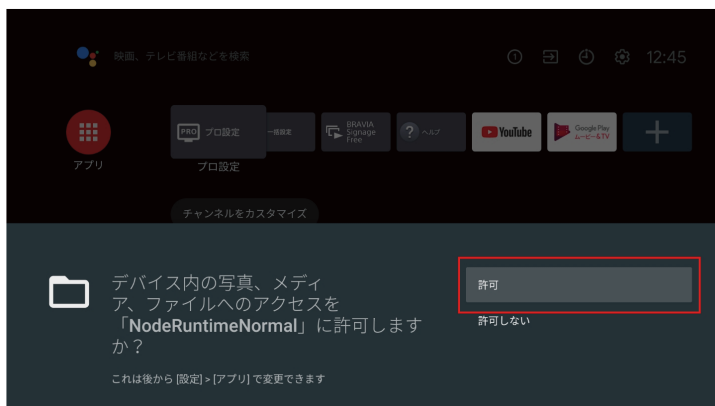 映画、テレビ番組などを検索
12:45
PRO プロ設定
一括設定
BRAVIA
Signage
Free
? ヘルプ
YouTube
Google Play
ムービー&TV
アプリ
プロ設定
チャンネルをカスタマイズ
デバイス内の写真、メディ
ア、ファイルへのアクセスを
「NodeRuntimeNormal」に許可します
か？
これは後から [設定] > [アプリ] で変更できます
許可
許可しない